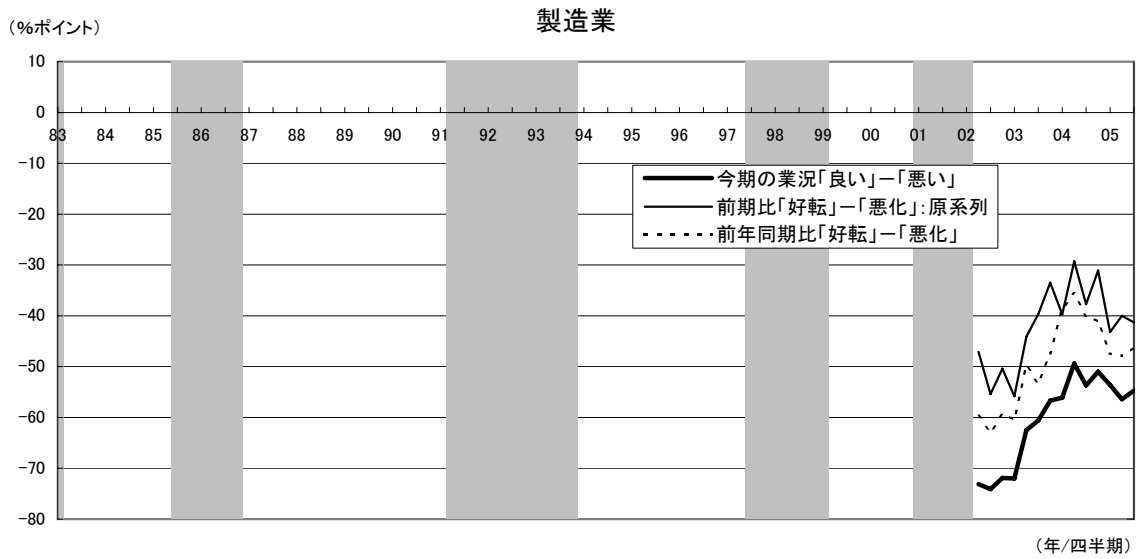 製造業
(%ポイント)
10
0
83 84 85 86 87 88 89 90 91 92 93 94 95 96 97 98 99 00 01 02 03 04 05
-10
今期の業況「良い」－「悪い」
前期比「好転」－「悪化」:原系列
前年同期比「好転」－「悪化」
-20
-30
-40
-50
-60
-70
-80
(年/四半期)